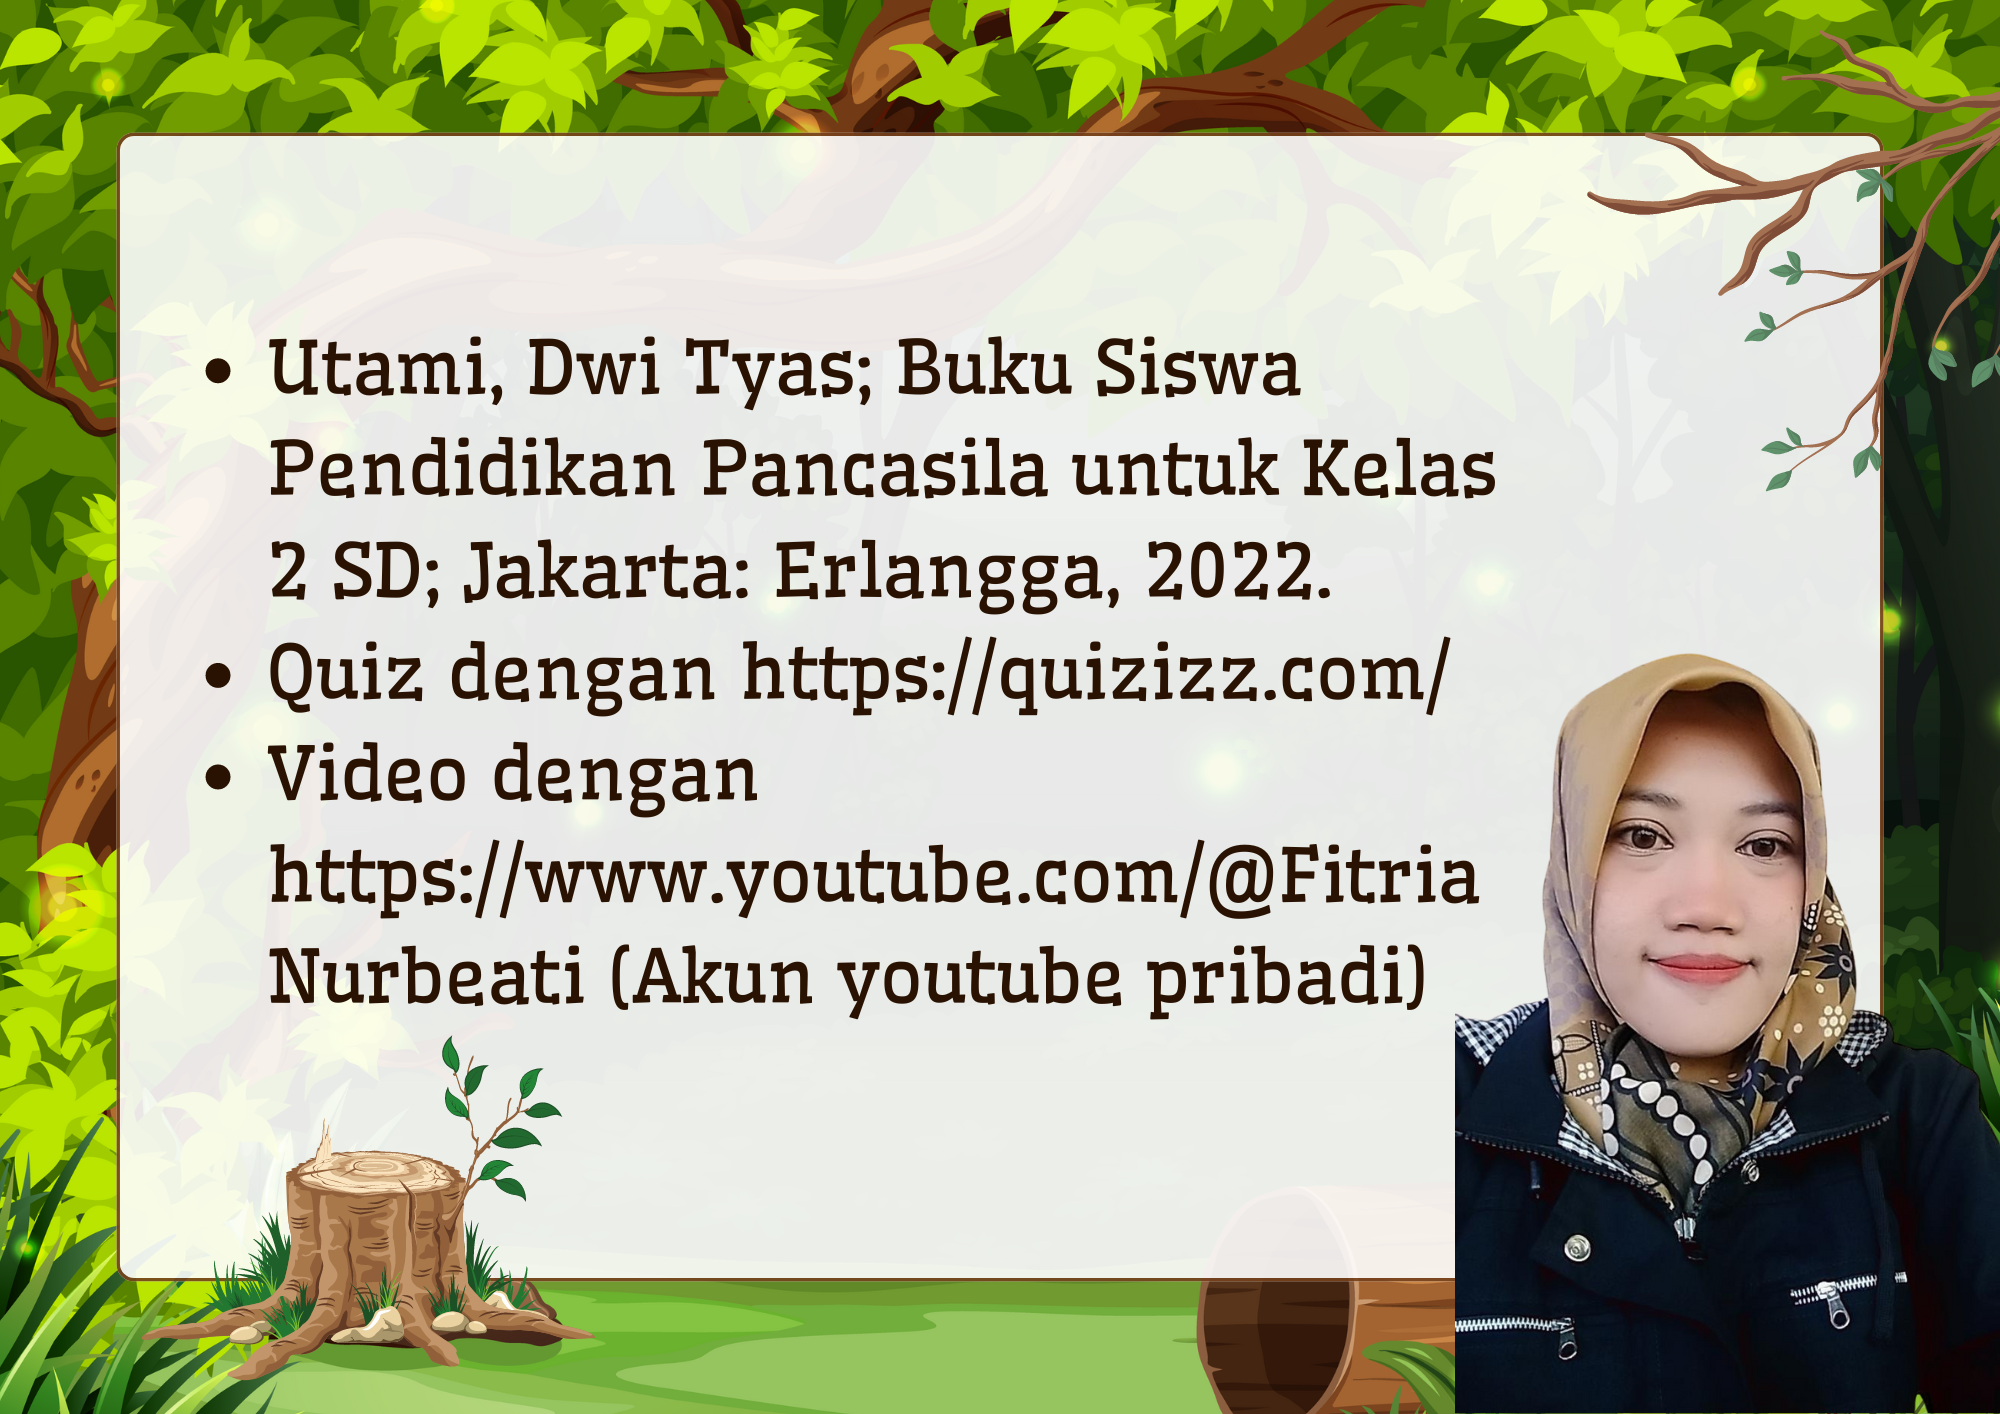 • Utami, Dwi Tyas; Buku Siswa
Pendidikan Pancasila untuk Kelas
2 SD; Jakarta: Erlangga, 2022.
• Quiz dengan https://quizizz.com/
• Video dengan
https://www.youtube.com/@Fitria
Nurbeati (Akun youtube pribadi)